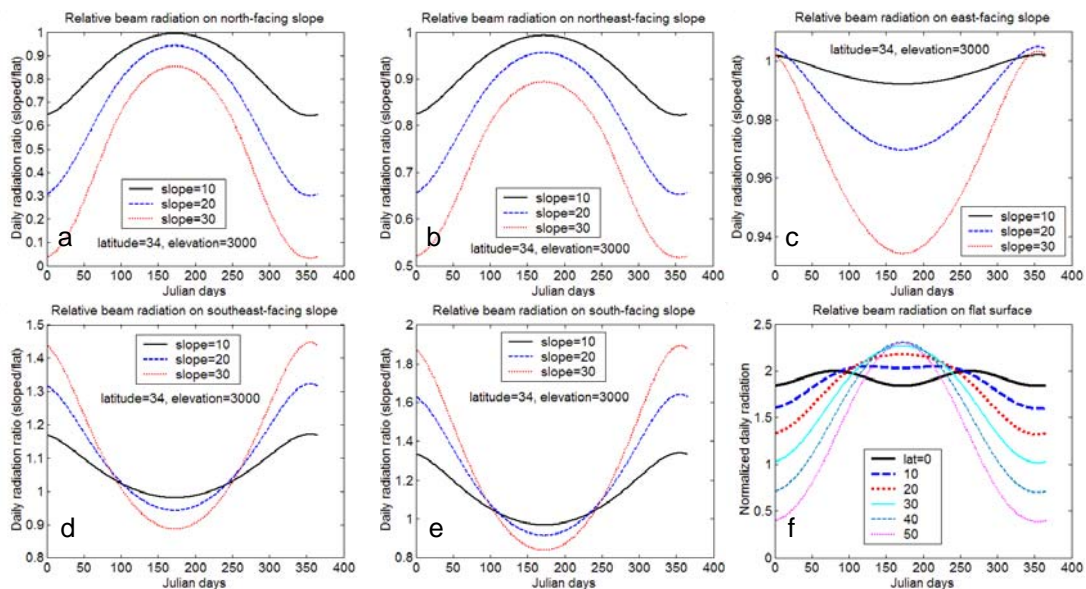 Relative beam radiation on north-facing slope
Daily radiation ratio (sloped/flat)
1
0.9
0.8
0.7
0.6
0.5
0.4
0.3
0.2
0.1
0
slope=10
slope=20
slope=30
a
latitude=34, elevation=3000
0 50 100 150 200 250 300 350 400
Julian days
Relative beam radiation on northeast-facing slope
Daily radiation ratio (sloped/flat)
1
0.9
0.8
0.7
0.6
0.5
slope=10
slope=20
slope=30
b
latitude=34, elevation=3000
0 50 100 150 200 250 300 350 400
Julian days
Relative beam radiation on east-facing slope
Daily radiation ratio (sloped/flat)
latitude=34, elevation=3000
1
0.98
0.96
0.94
slope=10
slope=20
slope=30
c
0 50 100 150 200 250 300 350 400
Julian days
Relative beam radiation on southeast-facing slope
Daily radiation ratio (sloped/flat)
1.5
1.4
1.3
1.2
1.1
1
0.9
0.8
slope=10
slope=20
slope=30
latitude=34, elevation=3000
d
0 50 100 150 200 250 300 350 400
Julian days
Relative beam radiation on south-facing slope
Daily radiation ratio (sloped/flat)
2
1.8
1.6
1.4
1.2
1
0.8
slope=10
slope=20
slope=30
latitude=34, elevation=3000
e
0 50 100 150 200 250 300 350 400
Julian days
Relative beam radiation on flat surface
Normalized daily radiation
2.5
2
1.5
1
0.5
0
lat=0
10
20
30
40
50
f
0 50 100 150 200 250 300 350 400
Julian days